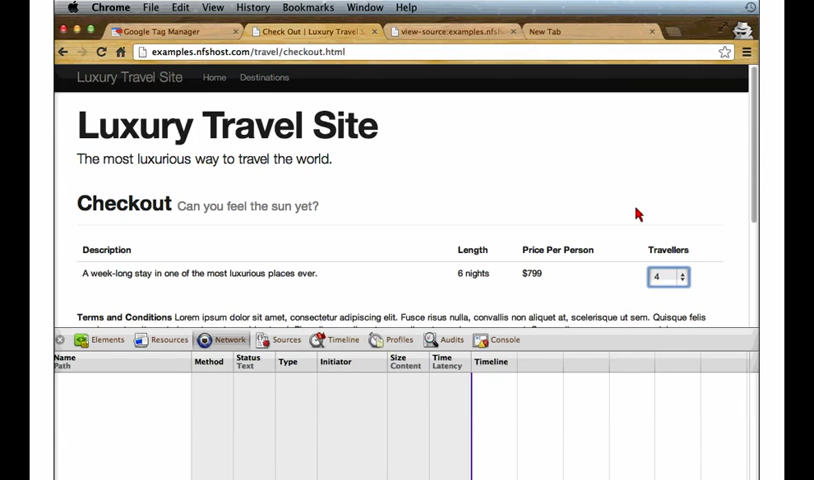 Chrome File Edit View History Bookmarks Window Help
Google Tag Manager × Check Out | Luxury Travel S × view-source:examples.nfsh × New Tab ×
examples.nfshost.com/travel/checkout.html
Luxury Travel Site Home Destinations
Luxury Travel Site
The most luxurious way to travel the world.
Checkout Can you feel the sun yet?
Description Length Price Per Person Travellers
A week-long stay in one of the most luxurious places ever. 6 nights $799 4
Terms and Conditions Lorem ipsum dolor sit amet, consectetur adipiscing elit. Fusce risus nulla, convallis non aliquet at, scelerisque ut sem. Quisque felis
Elements Resources Network Sources Timeline Profiles Audits Console
Name Method Status Type Initiator Size Time Timeline
Path Text Content Latency